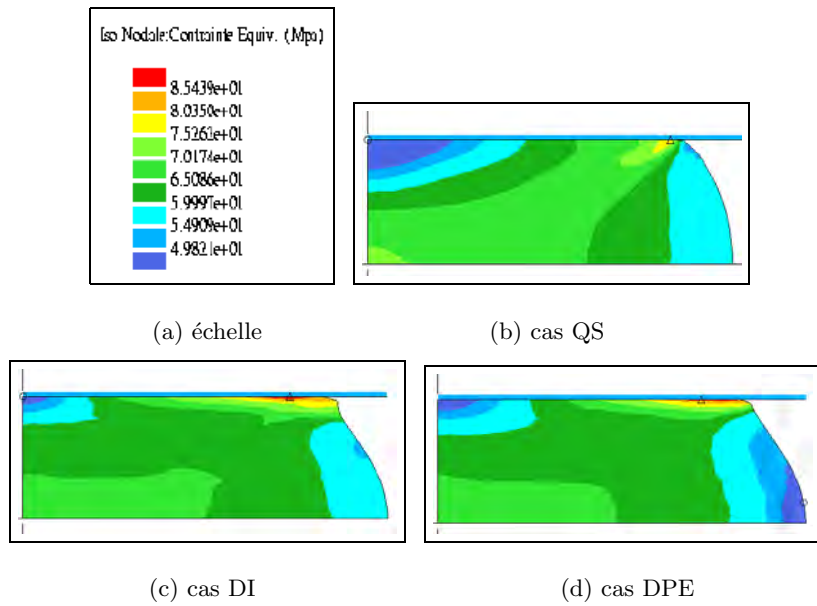 Iso Nodale:Contrainte Equiv. (Mpa)
8.5439e+01
8.0350e+01
7.5262e+01
7.0174e+01
6.5086e+01
5.9997e+01
5.4909e+01
4.9821e+01
(a) échelle
(b) cas QS
(c) cas DI
(d) cas DPE